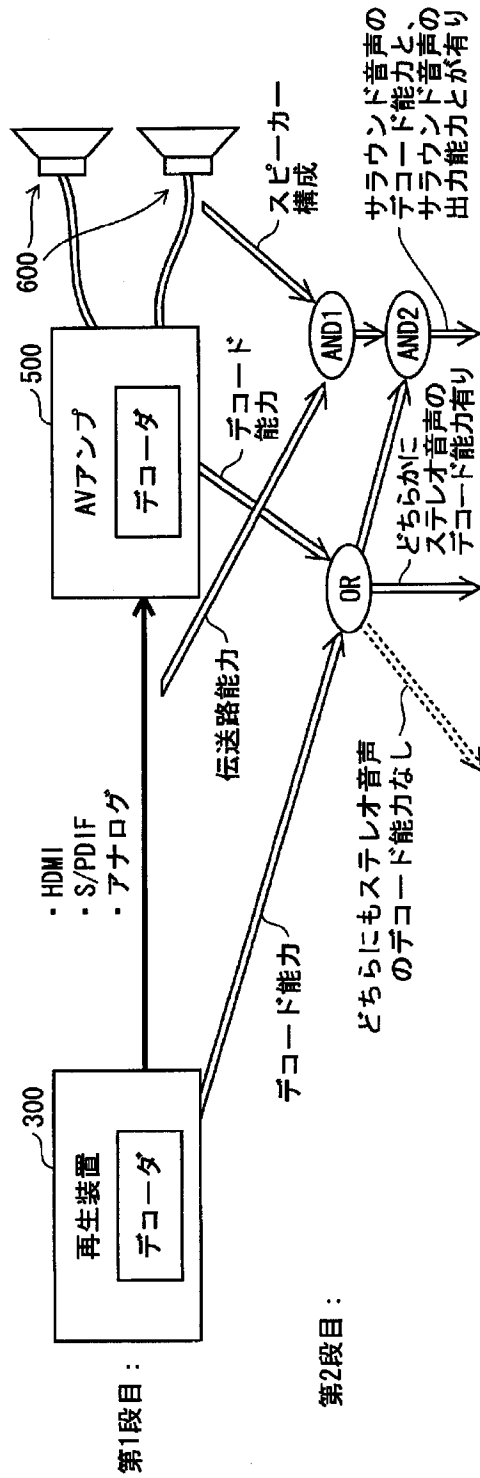 第1段目：
再生装置
300
デコーダ
・HDMI
・S/PDIF
・アナログ
AVアンプ
500
デコーダ
600
第2段目：
デコード能力
伝送路能力
デコード
能力
スピーカー
構成
OR
AND1
AND2
どちらにもステレオ音声
のデコード能力なし
どちらかに
ステレオ音声の
デコード能力有り
サラウンド音声の
デコード能力と、
サラウンド音声の
出力能力とが有り